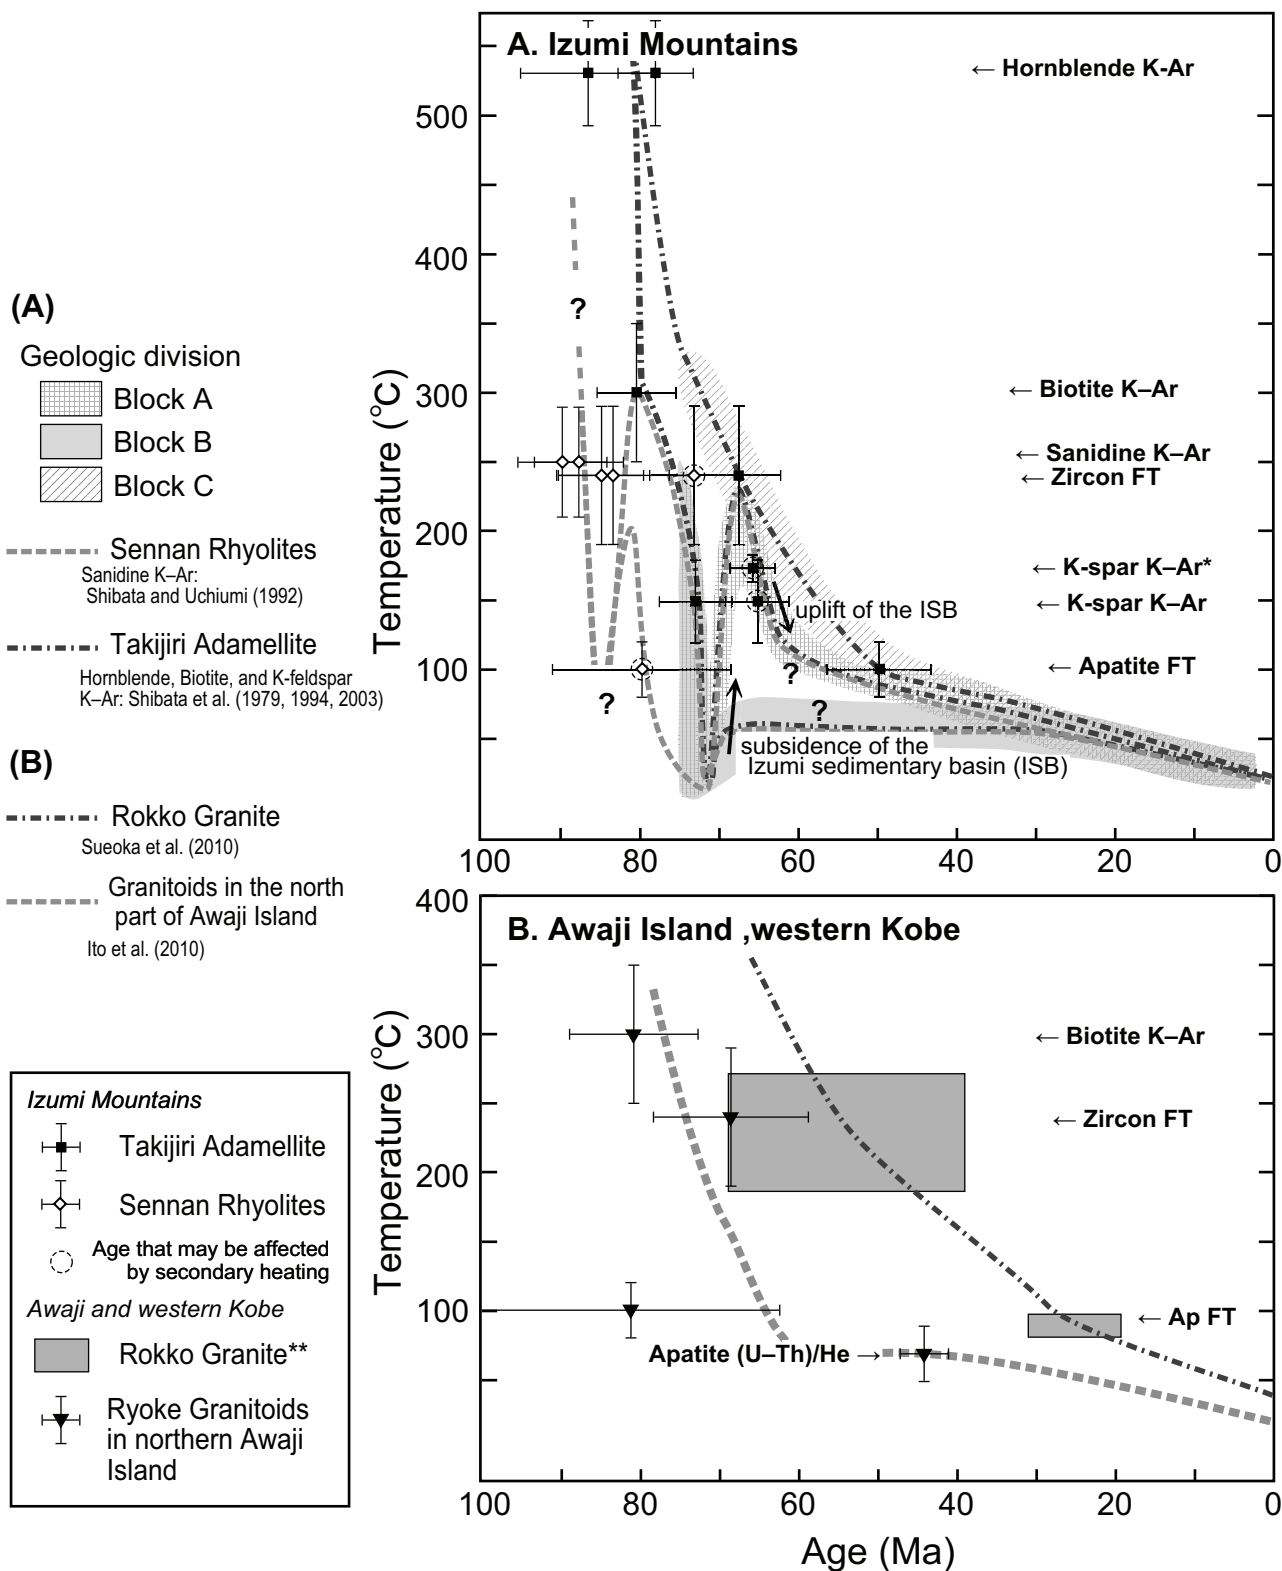 (A)
Geologic division
Block A
Block B
Block C
Sennan Rhyolites
Sanidine K–Ar:
Shibata and Uchiumi (1992)
Takijiri Adamellite
Hornblende, Biotite, and K-feldspar
K–Ar: Shibata et al. (1979, 1994, 2003)
(B)
Rokko Granite
Sueoka et al. (2010)
Granitoids in the north
part of Awaji Island
Ito et al. (2010)
Izumi Mountains
Takijiri Adamellite
Sennan Rhyolites
Age that may be affected
by secondary heating
Awaji and western Kobe
Rokko Granite**
Ryoke Granitoids
in northern Awaji
Island
A. Izumi Mountains
← Hornblende K-Ar
← Biotite K–Ar
← Sanidine K–Ar
← Zircon FT
← K-spar K–Ar*
← K-spar K–Ar
← Apatite FT
?
?
?
?
uplift of the ISB
subsidence of the
Izumi sedimentary basin (ISB)
Temperature (℃)
500
400
300
200
100
100
80
60
40
20
0
B. Awaji Island ,western Kobe
← Biotite K–Ar
← Zircon FT
← Ap FT
Apatite (U–Th)/He →
Temperature (℃)
400
300
200
100
100
80
60
40
20
0
Age (Ma)